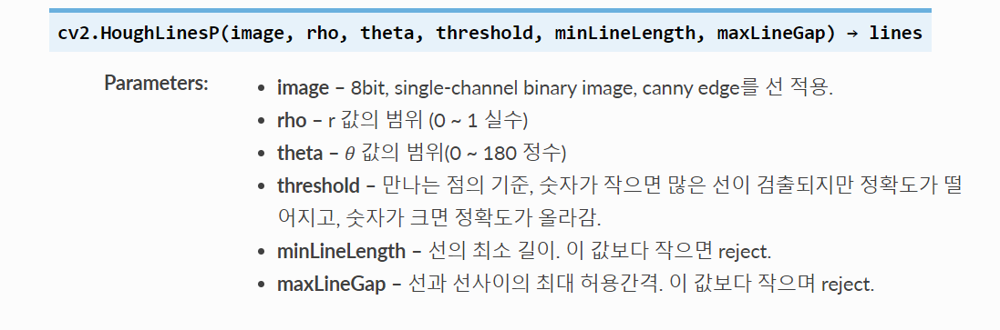 cv2.HoughLinesP(image, rho, theta, threshold, minLineLength, maxLineGap) → lines
Parameters:
• image – 8bit, single-channel binary image, canny edge를 선 적용.
• rho – r 값의 범위 (0 ~ 1 실수)
• theta – θ 값의 범위(0 ~ 180 정수)
• threshold – 만나는 점의 기준, 숫자가 작으면 많은 선이 검출되지만 정확도가 떨
어지고, 숫자가 크면 정확도가 올라감.
• minLineLength – 선의 최소 길이. 이 값보다 작으면 reject.
• maxLineGap – 선과 선사이의 최대 허용간격. 이 값보다 작으며 reject.